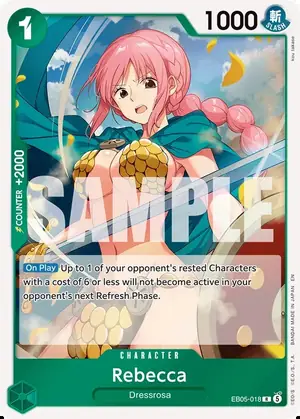 1
1000
斬
SLASH
COUNTER +2000
SAMPLE
On Play Up to 1 of your opponent's rested Characters
with a cost of 6 or less will not become active in your
opponent's next Refresh Phase.
CHARACTER
Rebecca
Dressrosa
EB05-018 R
5